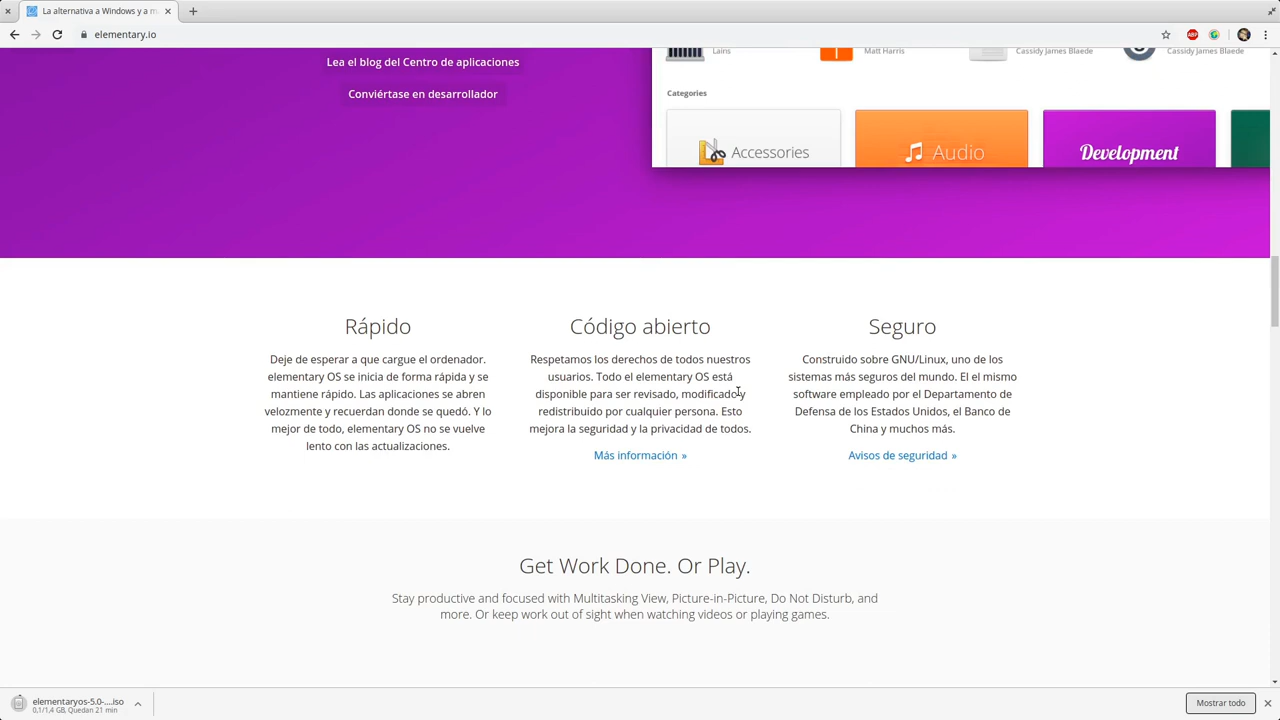 La alternativa a Windows y a m
elementary.io
ABP
Lea el blog del Centro de aplicaciones
Conviértase en desarrollador
Lains
Matt Harris
Cassidy James Blaede
Cassidy James Blaede
Categories
Accessories
Audio
Development
Rápido
Deje de esperar a que cargue el ordenador.
elementary OS se inicia de forma rápida y se
mantiene rápido. Las aplicaciones se abren
velozmente y recuerdan donde se quedó. Y lo
mejor de todo, elementary OS no se vuelve
lento con las actualizaciones.
Código abierto
Respetamos los derechos de todos nuestros
usuarios. Todo el elementary OS está
disponible para ser revisado, modificado y
redistribuido por cualquier persona. Esto
mejora la seguridad y la privacidad de todos.
Más información »
Seguro
Construido sobre GNU/Linux, uno de los
sistemas más seguros del mundo. El el mismo
software empleado por el Departamento de
Defensa de los Estados Unidos, el Banco de
China y muchos más.
Avisos de seguridad »
Get Work Done. Or Play.
Stay productive and focused with Multitasking View, Picture-in-Picture, Do Not Disturb, and
more. Or keep work out of sight when watching videos or playing games.
elementaryos-5.0-....iso
0,1/1,4 GB, Quedan 21 min
Mostrar todo